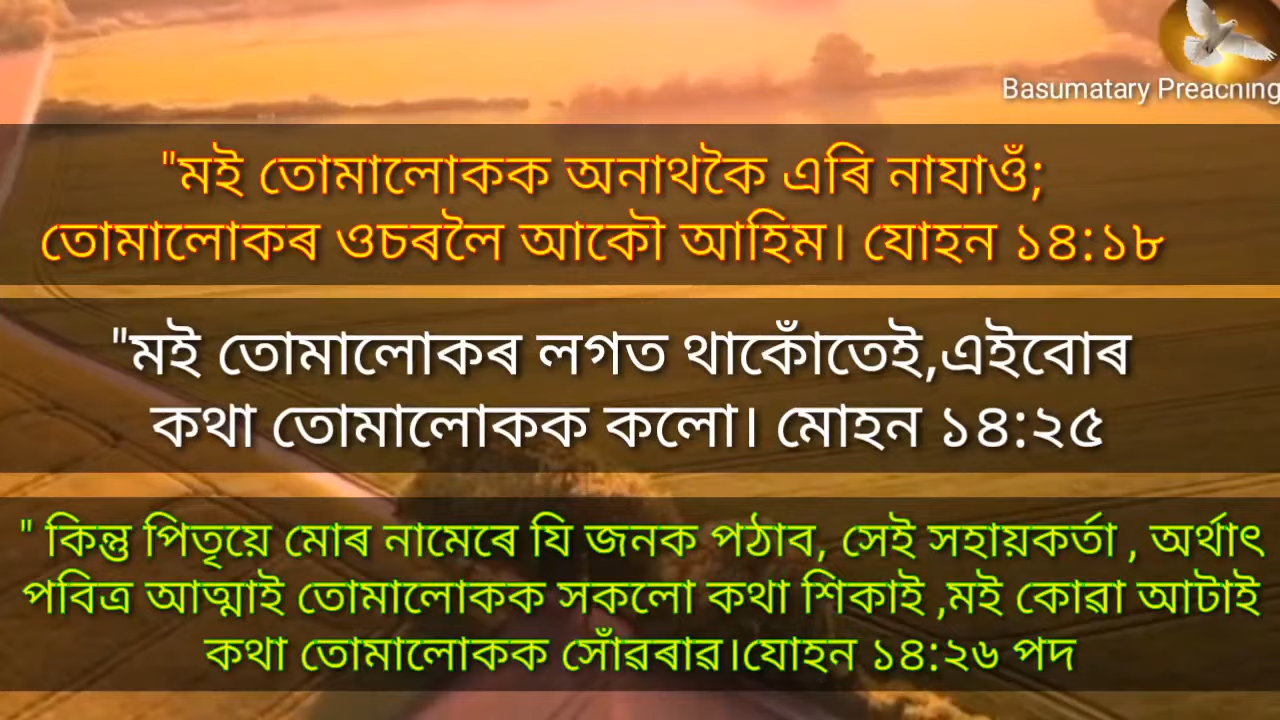 Basumatary Preaching
"মই তোমালোকক অনাথকৈ এৰি নাযাওঁ;
তোমালোকৰ ওচৰলৈ আকৌ আহিম। যোহন ১৪:১৮
"মই তোমালোকৰ লগত থাকোঁতেই,এইবোৰ
কথা তোমালোকক কলো। মোহন ১৪:২৫
" কিন্তু পিতৃয়ে মোৰ নামেৰে যি জনক পঠাব, সেই সহায়কৰ্তা , অৰ্থাৎ
পবিত্ৰ আত্মাই তোমালোকক সকলো কথা শিকাই ,মই কোৱা আটাই
কথা তোমালোকক সোঁৱৰাৱ।যোহন ১৪:২৬ পদ